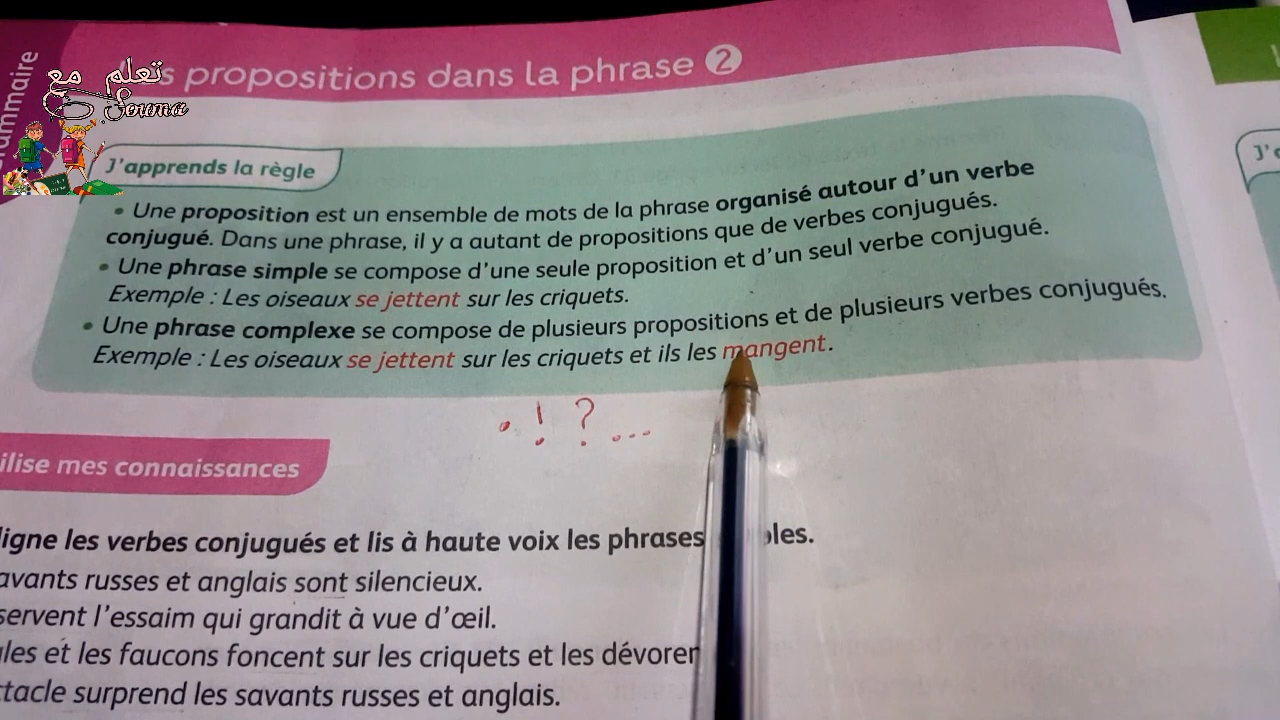 تعلم مع
Souna
propositions dans la phrase 2
J'apprends la règle
• Une proposition est un ensemble de mots de la phrase organisé autour d'un verbe
conjugué. Dans une phrase, il y a autant de propositions que de verbes conjugués.
• Une phrase simple se compose d'une seule proposition et d'un seul verbe conjugué.
Exemple : Les oiseaux se jettent sur les criquets.
• Une phrase complexe se compose de plusieurs propositions et de plusieurs verbes conjugués.
Exemple : Les oiseaux se jettent sur les criquets et ils les mangent.
. ! ? ...
ilise mes connaissances
ligne les verbes conjugués et lis à haute voix les phrases ples.
avants russes et anglais sont silencieux.
servent l'essaim qui grandit à vue d'œil.
les et les faucons foncent sur les criquets et les dévorer
ctacle surprend les savants russes et anglais.